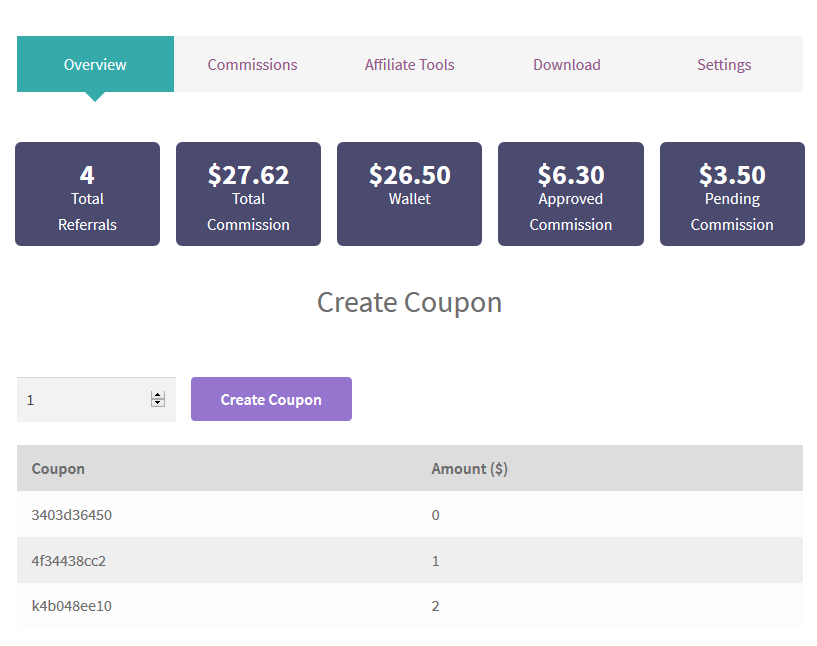 Overview Commissions Affiliate Tools Download Settings
4 $27.62 $26.50 $6.30 $3.50
Total Total Wallet Approved Pending
Referrals Commission Commission Commission
Create Coupon
1 Create Coupon
Coupon Amount ($)
3403d36450 0
4f34438cc2 1
k4b048ee10 2